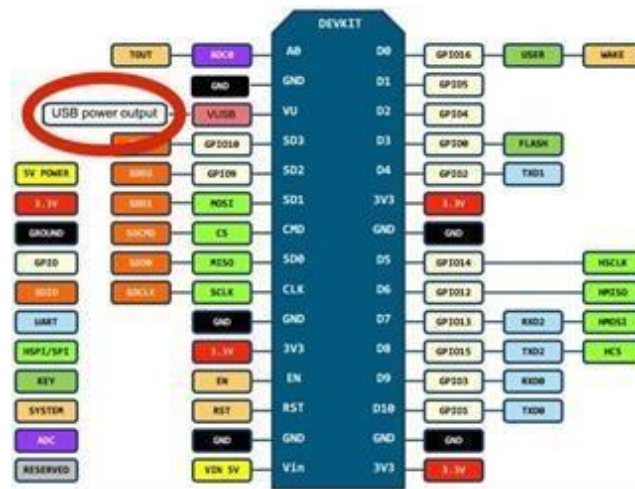 DEVKIT
TOUT ADC0 A0 D0 GPIO16 USER WAKE
GND GND D1 GPIO5
USB power output VUSB VU D2 GPIO4
GPIO10 SD3 D3 GPIO0 FLASH
5V POWER SDD2 GPIO9 SD2 D4 GPIO2 TXD1
3.3V SDD1 MOSI SD1 3V3 3.3V
GROUND SDCMD CS CMD GND GND
GPIO SDD0 MISO SD0 D5 GPIO14 HSCLK
SDIO SDCLK SCLK CLK D6 GPIO12 HMISO
UART GND GND D7 GPIO13 RXD2 HMOSI
HSPI/SPI 3.3V 3V3 D8 GPIO15 TXD2 HCS
KEY EN EN D9 GPIO3 RXD0
SYSTEM RST RST D10 GPIO1 TXD0
ADC GND GND GND GND
RESERVED VIN 5V Vin 3V3 3.3V